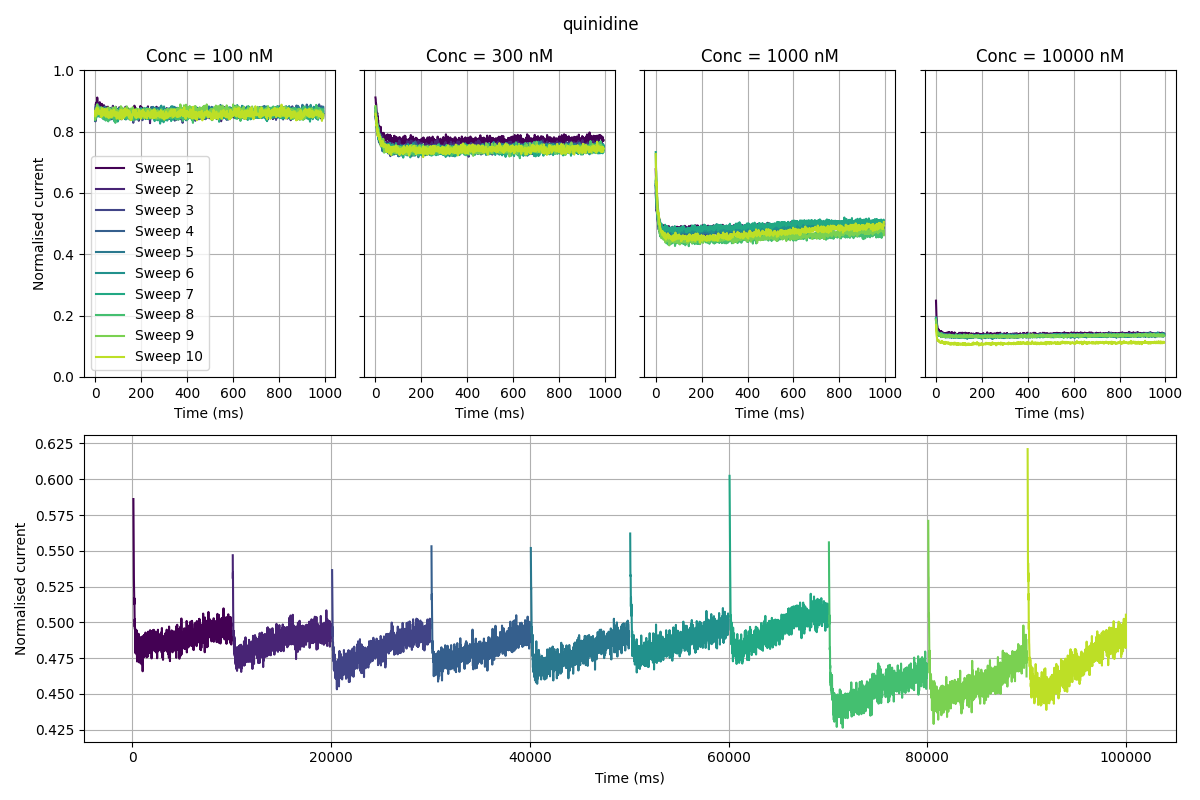 quinidine
Conc = 100 nM
Conc = 300 nM
Conc = 1000 nM
Conc = 10000 nM
Normalised current
1.0
0.8
0.6
0.4
0.2
0.0
Sweep 1
Sweep 2
Sweep 3
Sweep 4
Sweep 5
Sweep 6
Sweep 7
Sweep 8
Sweep 9
Sweep 10
0 200 400 600 800 1000
0 200 400 600 800 1000
0 200 400 600 800 1000
0 200 400 600 800 1000
Time (ms)
Time (ms)
Time (ms)
Time (ms)
Normalised current
0.625
0.600
0.575
0.550
0.525
0.500
0.475
0.450
0.425
0 20000 40000 60000 80000 100000
Time (ms)